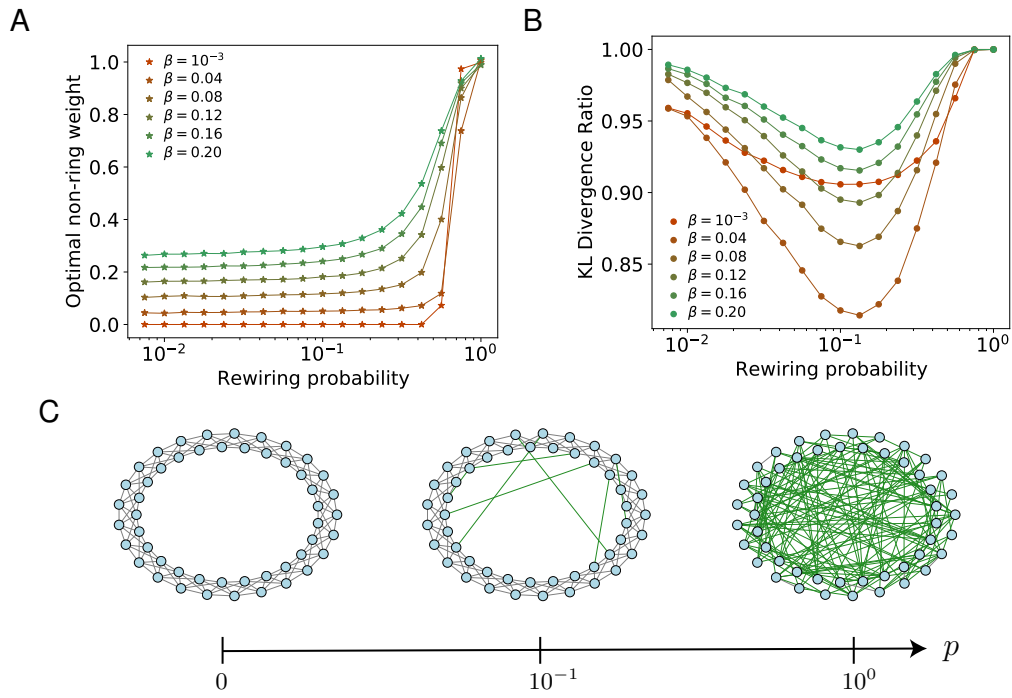 A
β = 10⁻³
β = 0.04
β = 0.08
β = 0.12
β = 0.16
β = 0.20
1.0
0.8
0.6
0.4
0.2
0.0
Optimal non-ring weight
10⁻² 10⁻¹ 10⁰
Rewiring probability
B
1.00
0.95
0.90
0.85
KL Divergence Ratio
β = 10⁻³
β = 0.04
β = 0.08
β = 0.12
β = 0.16
β = 0.20
10⁻² 10⁻¹ 10⁰
Rewiring probability
C
p
0 10⁻¹ 10⁰